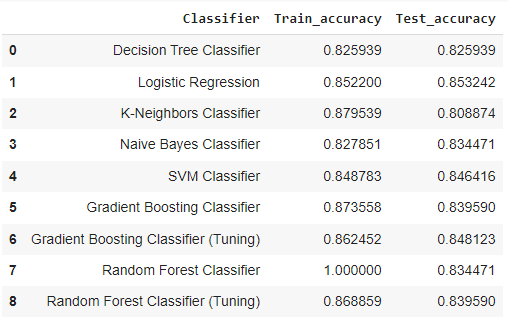 Classifier Train_accuracy Test_accuracy
0 Decision Tree Classifier 0.825939 0.825939
1 Logistic Regression 0.852200 0.853242
2 K-Neighbors Classifier 0.879539 0.808874
3 Naive Bayes Classifier 0.827851 0.834471
4 SVM Classifier 0.848783 0.846416
5 Gradient Boosting Classifier 0.873558 0.839590
6 Gradient Boosting Classifier (Tuning) 0.862452 0.848123
7 Random Forest Classifier 1.000000 0.834471
8 Random Forest Classifier (Tuning) 0.868859 0.839590